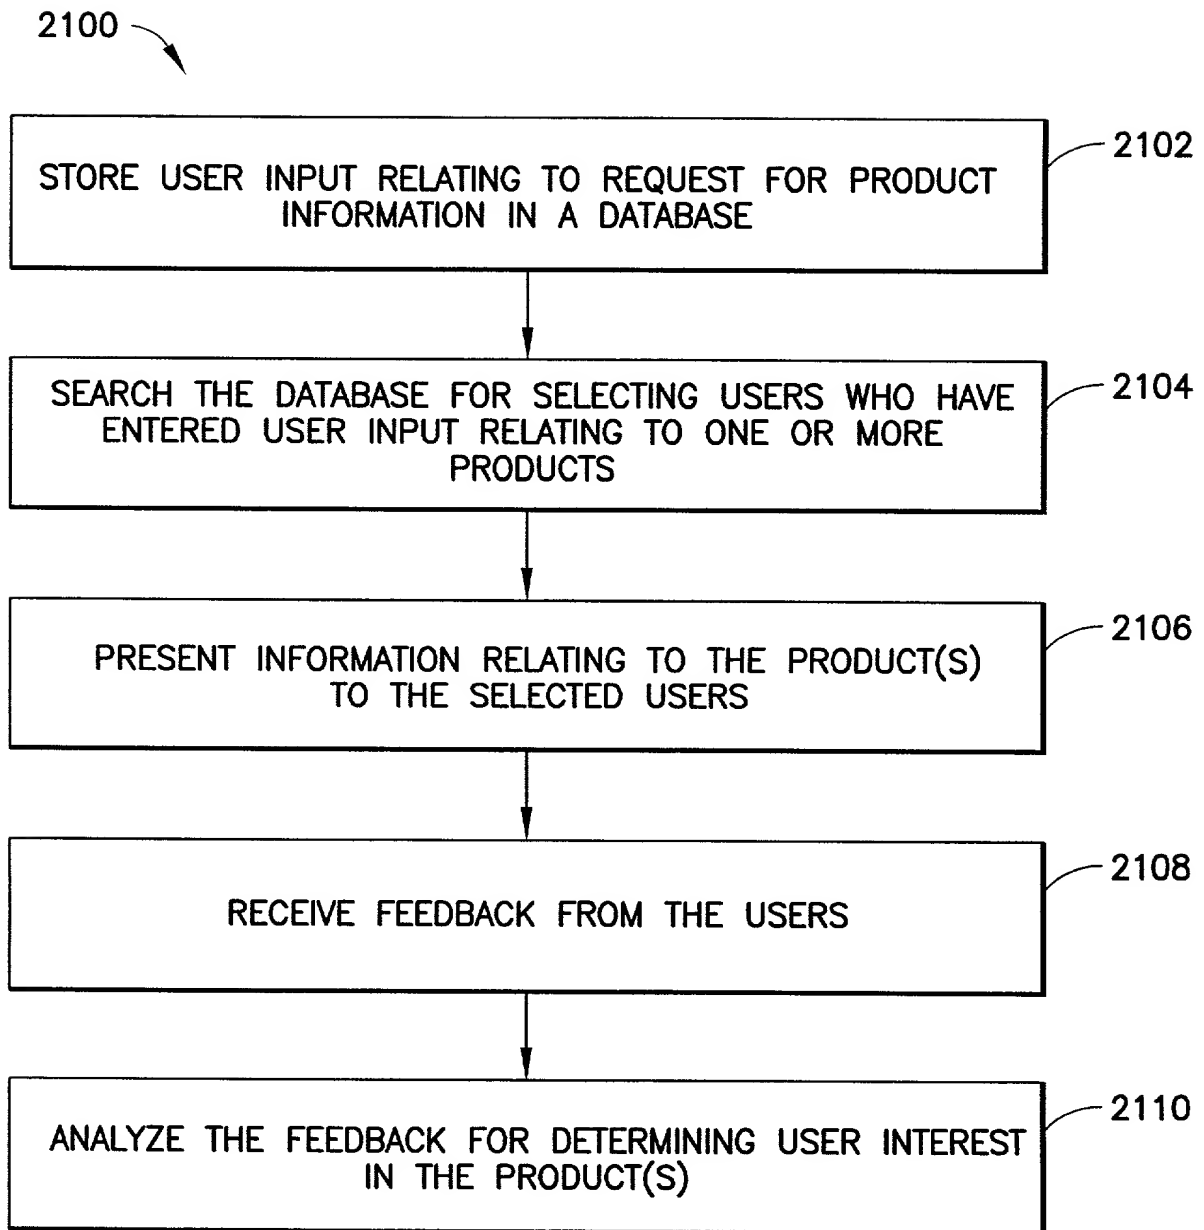 2100
2102
STORE USER INPUT RELATING TO REQUEST FOR PRODUCT
INFORMATION IN A DATABASE
2104
SEARCH THE DATABASE FOR SELECTING USERS WHO HAVE
ENTERED USER INPUT RELATING TO ONE OR MORE
PRODUCTS
2106
PRESENT INFORMATION RELATING TO THE PRODUCT(S)
TO THE SELECTED USERS
2108
RECEIVE FEEDBACK FROM THE USERS
2110
ANALYZE THE FEEDBACK FOR DETERMINING USER INTEREST
IN THE PRODUCT(S)